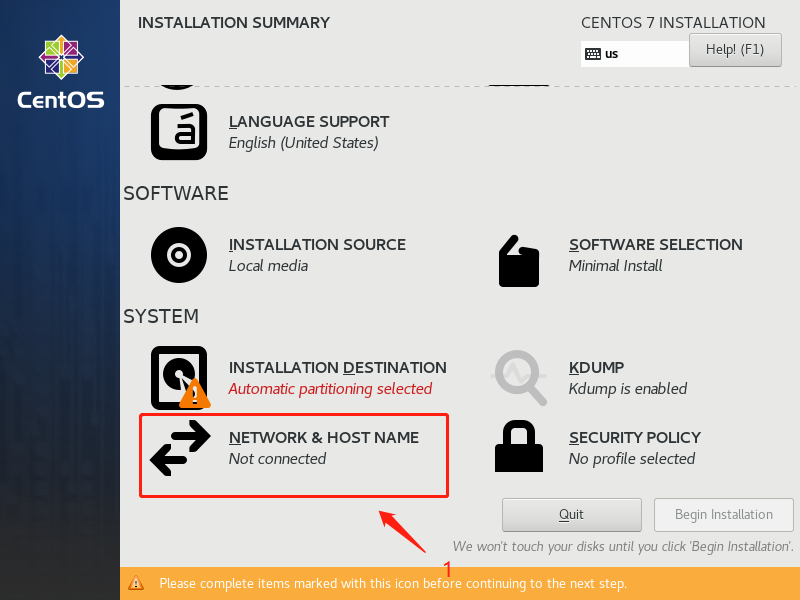 INSTALLATION SUMMARY
CENTOS 7 INSTALLATION
us
Help! (F1)
CentOS
LANGUAGE SUPPORT
English (United States)
SOFTWARE
INSTALLATION SOURCE
Local media
SOFTWARE SELECTION
Minimal Install
SYSTEM
INSTALLATION DESTINATION
Automatic partitioning selected
KDUMP
Kdump is enabled
NETWORK & HOST NAME
Not connected
SECURITY POLICY
No profile selected
Quit
Begin Installation
We won't touch your disks until you click 'Begin Installation'.
1
Please complete items marked with this icon before continuing to the next step.